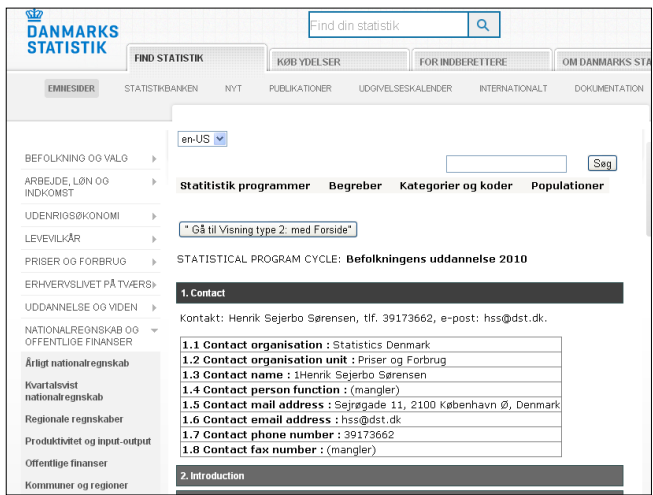 DANMARKS
STATISTIK
Find din statistik
FIND STATISTIK
KØB YDELSER
FOR INDBERETTERE
OM DANMARKS STA
EMNESIDER
STATISTIKBANKEN
NYT
PUBLIKATIONER
UDGIVELSESKALENDER
INTERNATIONALT
DOKUMENTATION
BEFOLKNING OG VALG
ARBEJDE, LØN OG
INDKOMST
UDENRIGSØKONOMI
LEVEVILKÅR
PRISER OG FORBRUG
ERHVERVSLIVET PÅ TVÆRS
UDDANNELSE OG VIDEN
NATIONALREGNSKAB OG
OFFENTLIGE FINANSER
Årligt nationalregnskab
Kvartalsvist
nationalregnskab
Regionale regnskaber
Produktivitet og input-output
Offentlige finanser
Kommuner og regioner
en-US
Søg
Statitistik programmer Begreber Kategorier og koder Populationer
" Gå til Visning type 2: med Forside"
STATISTICAL PROGRAM CYCLE: Befolkningens uddannelse 2010
1. Contact
Kontakt: Henrik Sejerbo Sørensen, tlf. 39173662, e-post: hss@dst.dk.
1.1 Contact organisation : Statistics Denmark
1.2 Contact organisation unit : Priser og Forbrug
1.3 Contact name : 1Henrik Sejerbo Sørensen
1.4 Contact person function : (mangler)
1.5 Contact mail address : Sejrøgade 11, 2100 København Ø, Denmark
1.6 Contact email address : hss@dst.dk
1.7 Contact phone number : 39173662
1.8 Contact fax number : (mangler)
2. Introduction